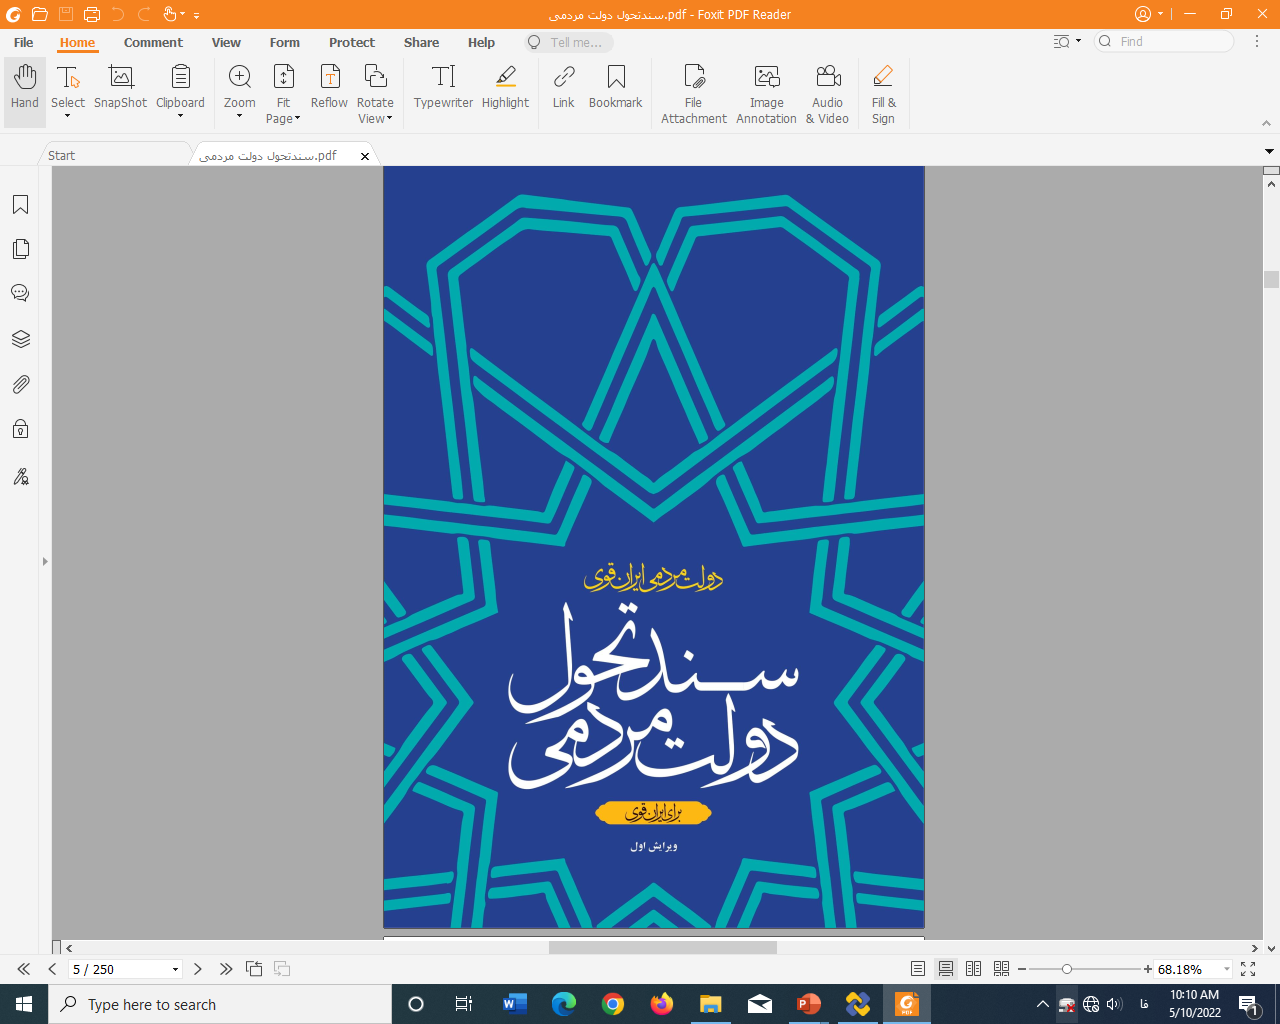 سندتحول دولت مردمی.pdf - Foxit PDF Reader
File Home Comment View Form Protect Share Help Tell me... Find
Hand Select SnapShot Clipboard Zoom Fit Page Reflow Rotate View Typewriter Highlight Link Bookmark File Attachment Image Annotation Audio & Video Fill & Sign
Start سندتحول دولت مردمی.pdf
دولت مردمی ایران قوی
سند تحول
دولت مردمی
برای ایران قوی
ویرایش اول
5 / 250 68.18%
Type here to search
فا 10:10 AM
5/10/2022 1